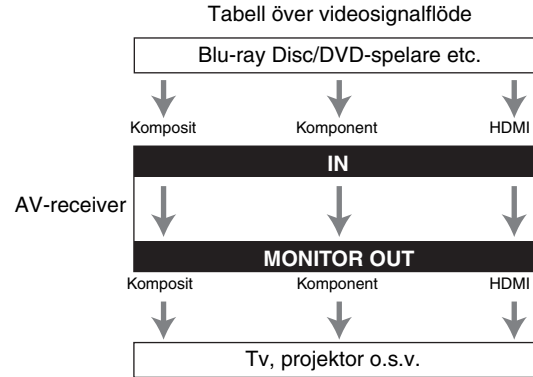 Tabell över videosignalflöde
Blu-ray Disc/DVD-spelare etc.
Komposit Komponent HDMI
IN
AV-receiver
MONITOR OUT
Komposit Komponent HDMI
Tv, projektor o.s.v.